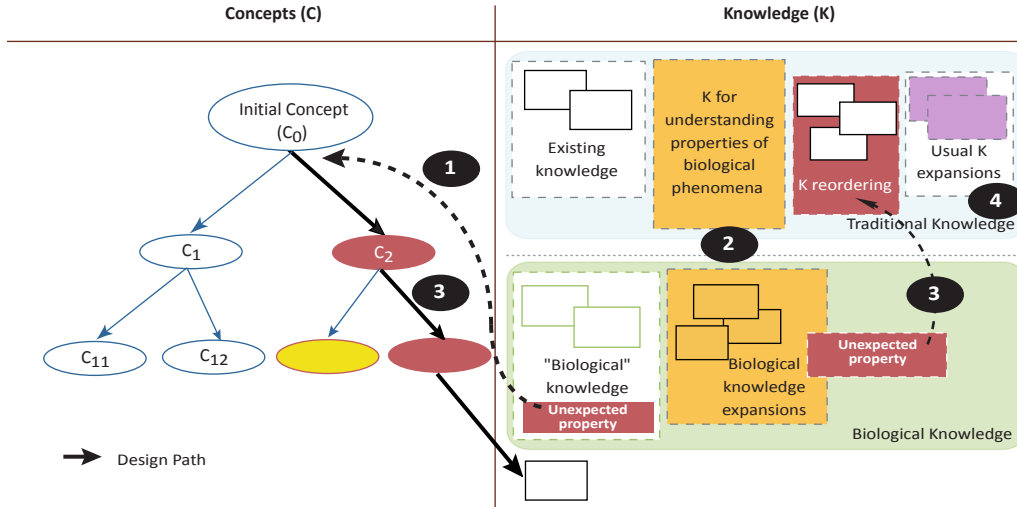 Concepts (C)
Knowledge (K)
Initial Concept
(C0)
C1
C2
C11
C12
1
3
Design Path
Existing
knowledge
K for
understanding
properties of
biological
phenomena
K reordering
Usual K
expansions
4
Traditional Knowledge
2
3
"Biological"
knowledge
Unexpected
property
Biological
knowledge
expansions
Unexpected
property
Biological Knowledge